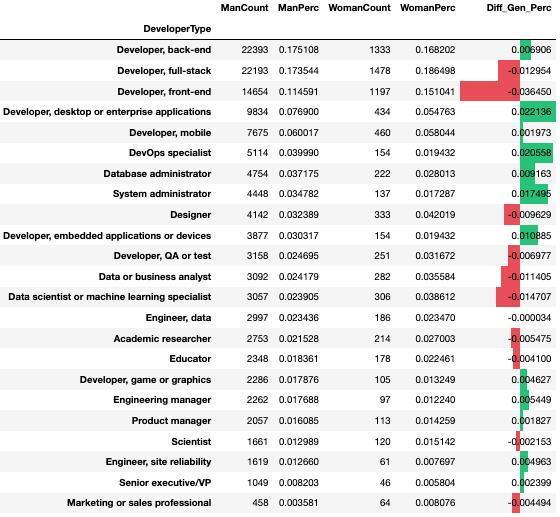 ManCount ManPerc WomanCount WomanPerc Diff_Gen_Perc
DeveloperType
Developer, back-end 22393 0.175108 1333 0.168202 0.006906
Developer, full-stack 22193 0.173544 1478 0.186498 -0.012954
Developer, front-end 14654 0.114591 1197 0.151041 -0.036450
Developer, desktop or enterprise applications 9834 0.076900 434 0.054763 0.022136
Developer, mobile 7675 0.060017 460 0.058044 0.001973
DevOps specialist 5114 0.039990 154 0.019432 0.020558
Database administrator 4754 0.037175 222 0.028013 0.009163
System administrator 4448 0.034782 137 0.017287 0.017495
Designer 4142 0.032389 333 0.042019 -0.009629
Developer, embedded applications or devices 3877 0.030317 154 0.019432 0.010885
Developer, QA or test 3158 0.024695 251 0.031672 -0.006977
Data or business analyst 3092 0.024179 282 0.035584 -0.011405
Data scientist or machine learning specialist 3057 0.023905 306 0.038612 -0.014707
Engineer, data 2997 0.023436 186 0.023470 -0.000034
Academic researcher 2753 0.021528 214 0.027003 -0.005475
Educator 2348 0.018361 178 0.022461 -0.004100
Developer, game or graphics 2286 0.017876 105 0.013249 0.004627
Engineering manager 2262 0.017688 97 0.012240 0.005449
Product manager 2057 0.016085 113 0.014259 0.001827
Scientist 1661 0.012989 120 0.015142 -0.002153
Engineer, site reliability 1619 0.012660 61 0.007697 0.004963
Senior executive/VP 1049 0.008203 46 0.005804 0.002399
Marketing or sales professional 458 0.003581 64 0.008076 -0.004494